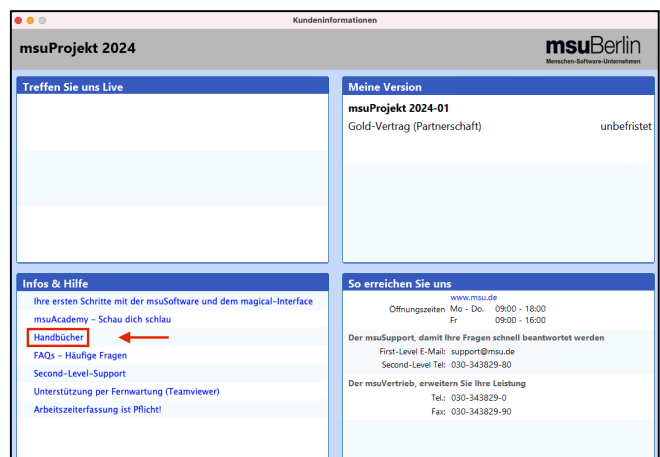 Kundeninformationen
msuProjekt 2024
msuBerlin
Menschen-Software-Unternehmen
Treffen Sie uns Live
Meine Version
msuProjekt 2024-01
Gold-Vertrag (Partnerschaft) unbefristet
Infos & Hilfe
Ihre ersten Schritte mit der msuSoftware und dem magical-Interface
msuAcademy - Schau dich schlau
Handbücher
FAQs - Häufige Fragen
Second-Level-Support
Unterstützung per Fernwartung (Teamviewer)
Arbeitszeiterfassung ist Pflicht!
So erreichen Sie uns
www.msu.de
Öffnungszeiten Mo - Do. 09:00 - 18:00
Fr 09:00 - 16:00
Der msuSupport, damit Ihre Fragen schnell beantwortet werden
First-Level E-Mail: support@msu.de
Second-Level Tel: 030-343829-80
Der msuVertrieb, erweitern Sie Ihre Leistung
Tel.: 030-343829-0
Fax: 030-343829-90